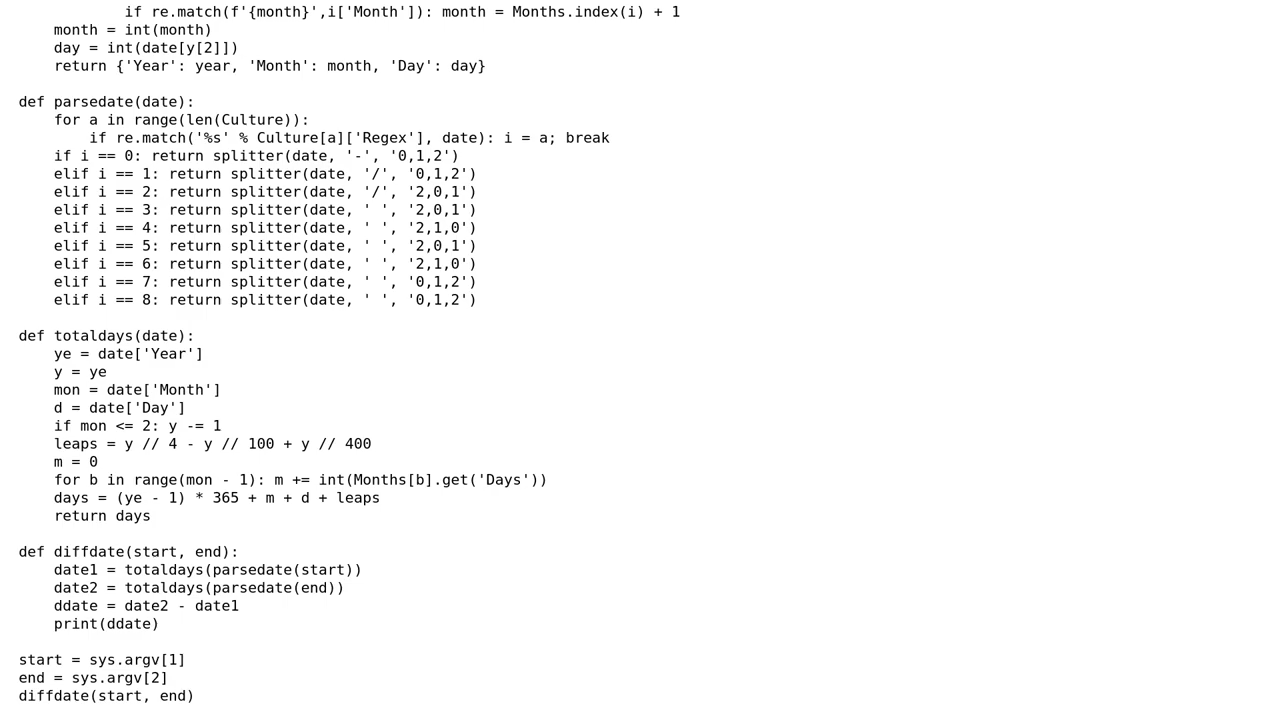 if re.match(f'{month}',i['Month']): month = Months.index(i) + 1
    month = int(month)
    day = int(date[y[2]])
    return {'Year': year, 'Month': month, 'Day': day}

def parsedate(date):
    for a in range(len(Culture)):
        if re.match('%s' % Culture[a]['Regex'], date): i = a; break
    if i == 0: return splitter(date, '-', '0,1,2')
    elif i == 1: return splitter(date, '/', '0,1,2')
    elif i == 2: return splitter(date, '/', '2,0,1')
    elif i == 3: return splitter(date, ' ', '2,0,1')
    elif i == 4: return splitter(date, ' ', '2,1,0')
    elif i == 5: return splitter(date, ' ', '2,0,1')
    elif i == 6: return splitter(date, ' ', '2,1,0')
    elif i == 7: return splitter(date, ' ', '0,1,2')
    elif i == 8: return splitter(date, ' ', '0,1,2')

def totaldays(date):
    ye = date['Year']
    y = ye
    mon = date['Month']
    d = date['Day']
    if mon <= 2: y -= 1
    leaps = y // 4 - y // 100 + y // 400
    m = 0
    for b in range(mon - 1): m += int(Months[b].get('Days'))
    days = (ye - 1) * 365 + m + d + leaps
    return days

def diffdate(start, end):
    date1 = totaldays(parsedate(start))
    date2 = totaldays(parsedate(end))
    ddate = date2 - date1
    print(ddate)

start = sys.argv[1]
end = sys.argv[2]
diffdate(start, end)